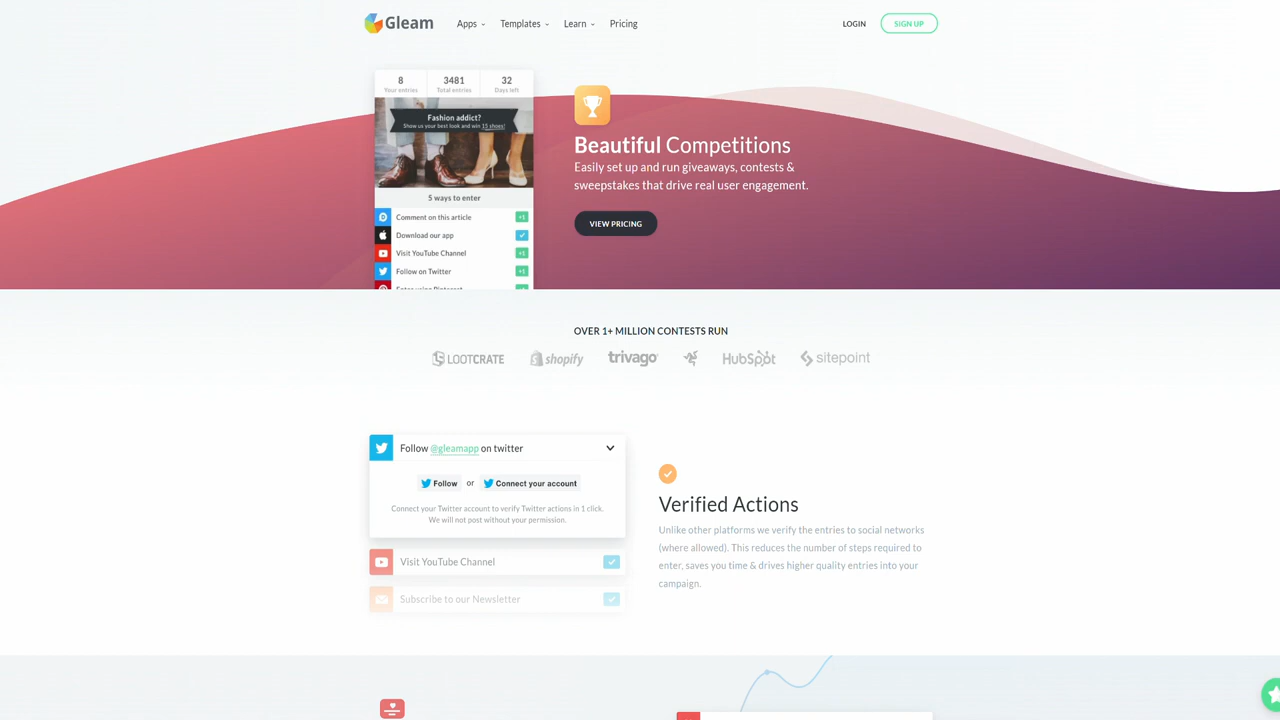 Gleam
Apps
Templates
Learn
Pricing
LOGIN
SIGN UP
8
Your entries
3481
Total entries
32
Days left
Fashion addict?
Show us your best look and win 15 shoes!
5 ways to enter
Comment on this article
+1
Download our app
Visit YouTube Channel
+1
Follow on Twitter
+1
Enter using Pinterest
Beautiful Competitions
Easily set up and run giveaways, contests &
sweepstakes that drive real user engagement.
VIEW PRICING
OVER 1+ MILLION CONTESTS RUN
LOOTCRATE
shopify
trivago
HubSpot
sitepoint
Follow @gleamapp on twitter
Follow or Connect your account
Connect your Twitter account to verify Twitter actions in 1 click.
We will not post without your permission.
Visit YouTube Channel
Subscribe to our Newsletter
Verified Actions
Unlike other platforms we verify the entries to social networks
(where allowed). This reduces the number of steps required to
enter, saves you time & drives higher quality entries into your
campaign.